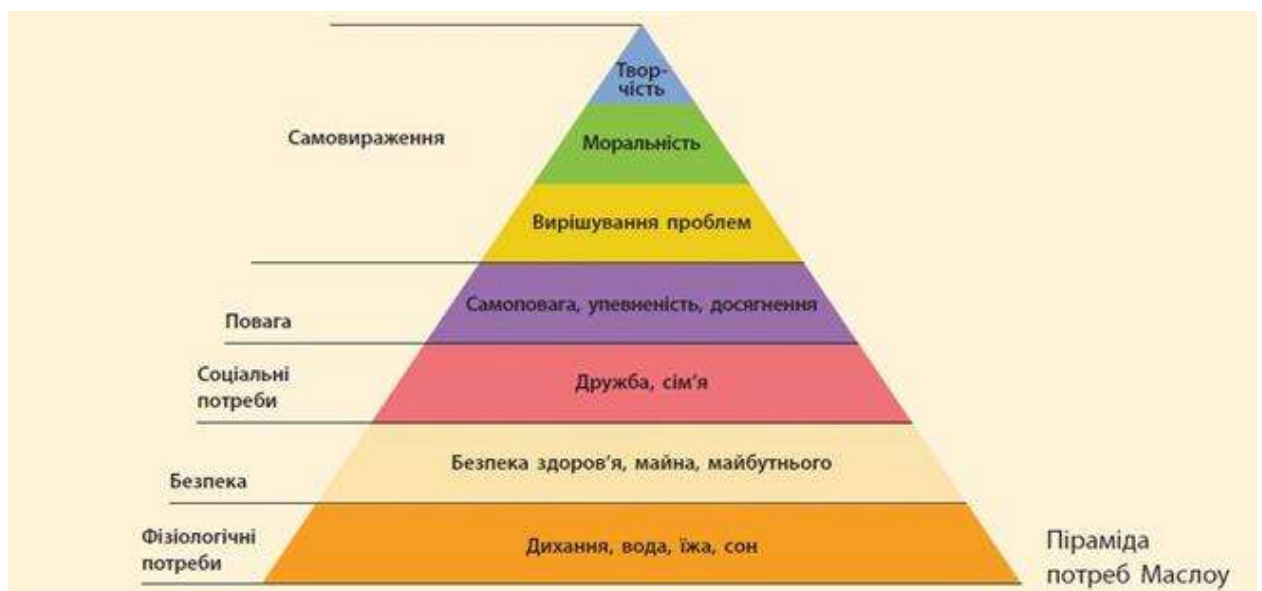 Твор-
чість
Самовираження
Моральність
Вирішування проблем
Самоповага, упевненість, досягнення
Повага
Соціальні
потреби
Дружба, сім’я
Безпека здоров’я, майна, майбутнього
Безпека
Фізіологічні
потреби
Дихання, вода, їжа, сон
Піраміда
потреб Маслоу